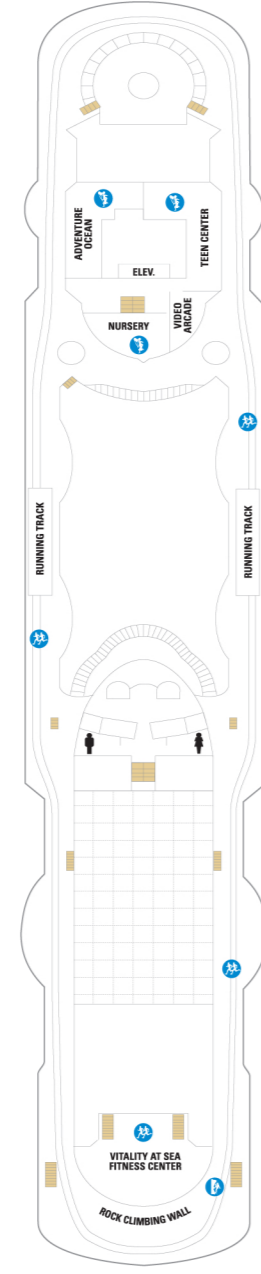 ADVENTURE
OCEAN
TEEN CENTER
ELEV.
NURSERY
VIDEO
ARCADE
RUNNING TRACK
RUNNING TRACK
VITALITY AT SEA
FITNESS CENTER
ROCK CLIMBING WALL